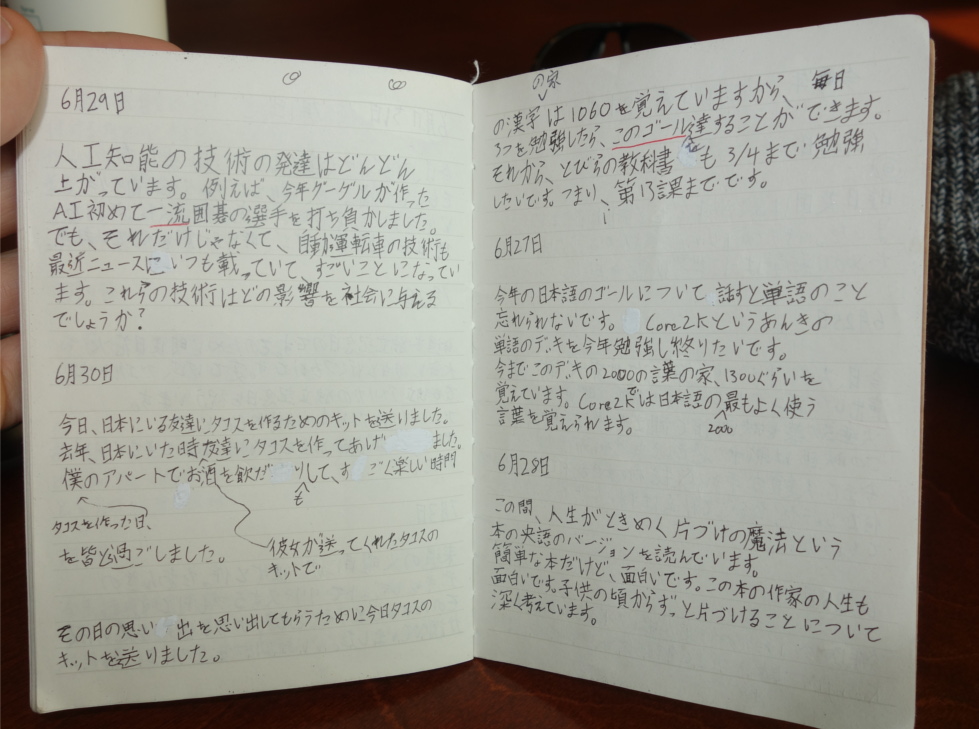 6月29日
人工知能の技術の発達はどんどん
上がっています。例えば、今年グーグルが作った
AI初めて一流囲碁の選手を打ち負かしました。
でも、それだけじゃなくて、自動運転車の技術も
最近ニュースにいつも載っていて、すごいことになってい
ます。これらの技術はどの影響を社会に与える
でしょうか?
6月30日
今日、日本にいる友達にタコスを作るためのキットを送りました。
去年、日本にいた時友達にタコスを作ってあげました。
僕のアパートでお酒を飲だりして、すごく楽しい時間
も
タコスを作った日、
を皆と過ごしました。
彼女が送ってくれたタコスの
キットで
その日の思い出を思い出してもらうために今日タコスの
キットを送りました。
の家
毎日
の漢字は1060を覚えていますから、
3つを勉強したら、このゴール達することができます。
それから、とびらの教科書も3/4まで勉強
したいです。つまり、第13課までです。
6月27日
今年の日本語のゴールについて話すと単語のこと
忘れられないです。Core2Kというあんきの
単語のデッキを今年勉強し終りたいです。
今までこのデキの2000の言葉の家、1300ぐらいを
覚えています。Core2Kでは日本語の最もよく使う
2000
言葉を覚えられます。
6月28日
この間、人生がときめく片づけの魔法という
本の英語のバージョンを読んでいます。
簡単な本だけど、面白いです。この本の作家の人生も
面白いです。子供の頃からずっと片づけることについて
深く考えています。